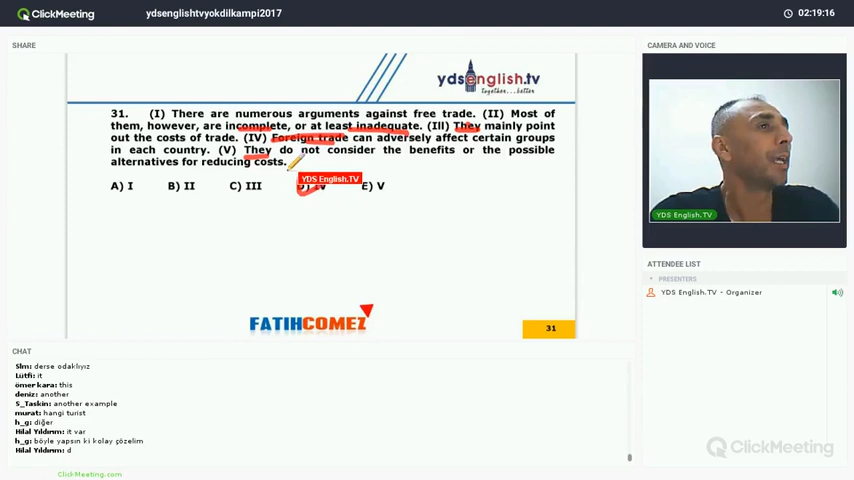 ClickMeeting
ydsenglishtvyokdilkampi2017
02:19:16
SHARE
CAMERA AND VOICE
ydsenglish.tv
together...better
31. (I) There are numerous arguments against free trade. (II) Most of
them, however, are incomplete, or at least inadequate. (III) They mainly point
out the costs of trade. (IV) Foreign trade can adversely affect certain groups
in each country. (V) They do not consider the benefits or the possible
alternatives for reducing costs.
YDS English.TV
A) I B) II C) III D) IV E) V
YDS English.TV
ATTENDEE LIST
PRESENTERS
YDS English.TV - Organizer
FATIHCOMEZ
31
CHAT
Slm: derse odaklıyız
Lütfi: it
ömer kara: this
deniz: another
S_Taskin: another example
murat: hangi turist
h_g: diğer
Hilal Yıldırım: it var
h_g: böyle yapsın ki kolay çözelim
Hilal Yıldırım: d
ClickMeeting
ClickMeeting.com